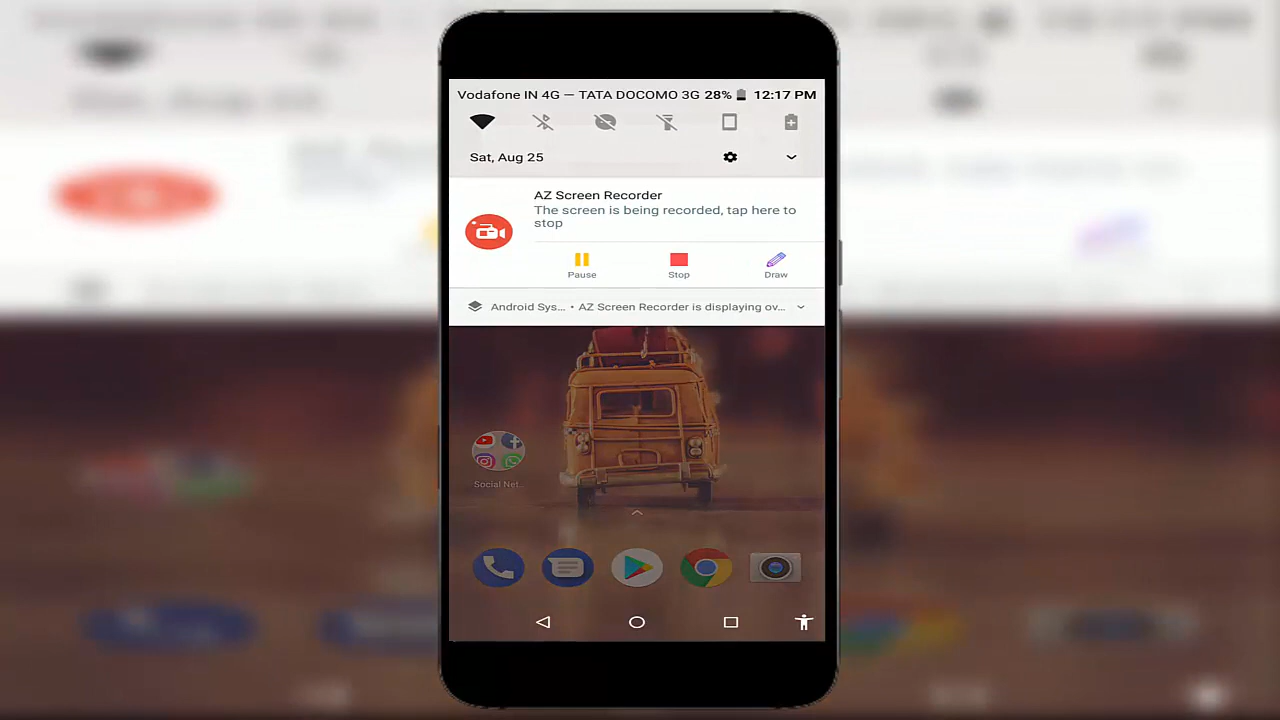 Vodafone IN 4G — TATA DOCOMO 3G 28% 12:17 PM
Sat, Aug 25
AZ Screen Recorder
The screen is being recorded, tap here to
stop
Pause Stop Draw
Android Sys... • AZ Screen Recorder is displaying ov...
Social Net..